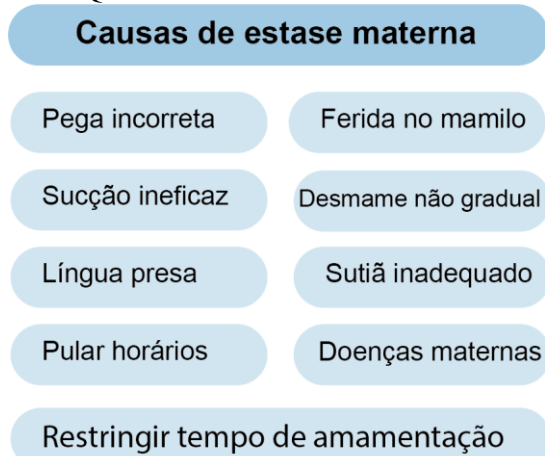 Causas de estase materna
Pega incorreta
Ferida no mamilo
Sucção ineficaz
Desmame não gradual
Língua presa
Sutiã inadequado
Pular horários
Doenças maternas
Restringir tempo de amamentação